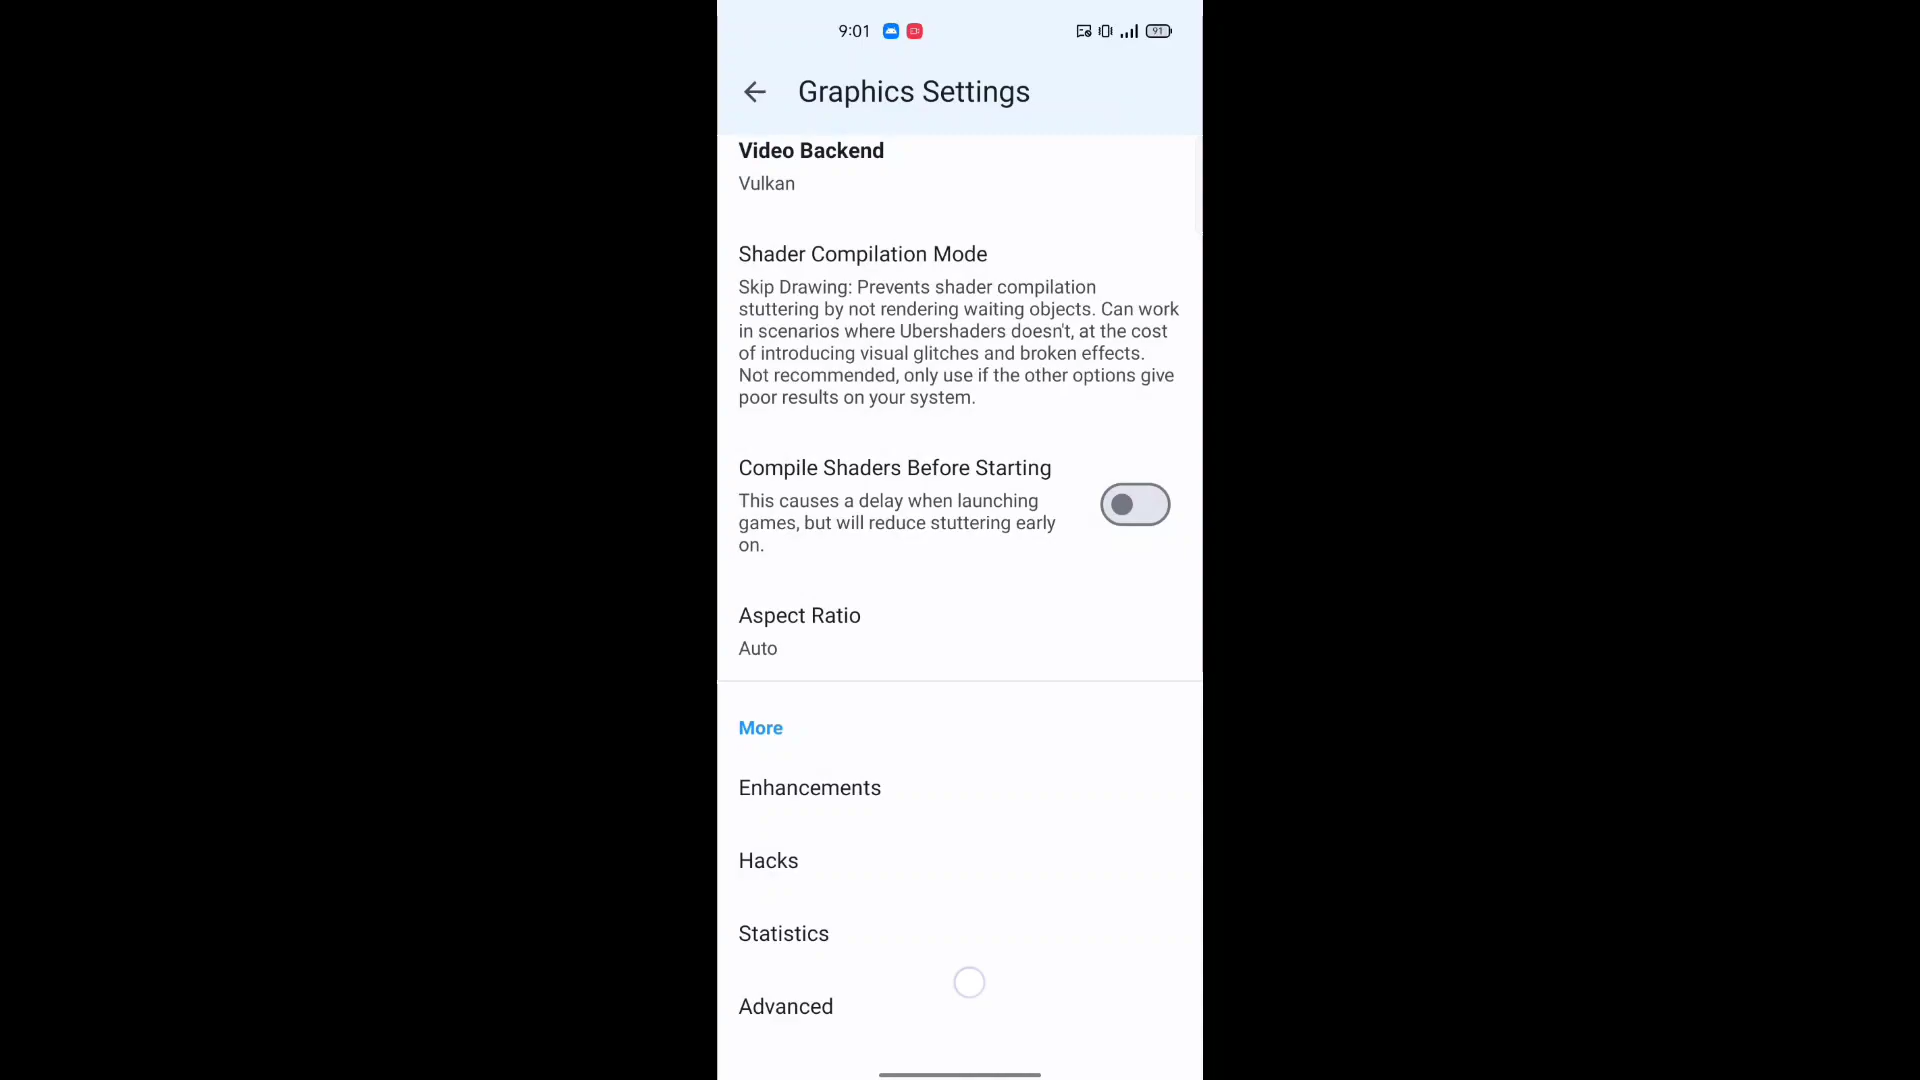 9:01
91
Graphics Settings
Video Backend
Vulkan
Shader Compilation Mode
Skip Drawing: Prevents shader compilation
stuttering by not rendering waiting objects. Can work
in scenarios where Ubershaders doesn't, at the cost
of introducing visual glitches and broken effects.
Not recommended, only use if the other options give
poor results on your system.
Compile Shaders Before Starting
This causes a delay when launching
games, but will reduce stuttering early
on.
Aspect Ratio
Auto
More
Enhancements
Hacks
Statistics
Advanced